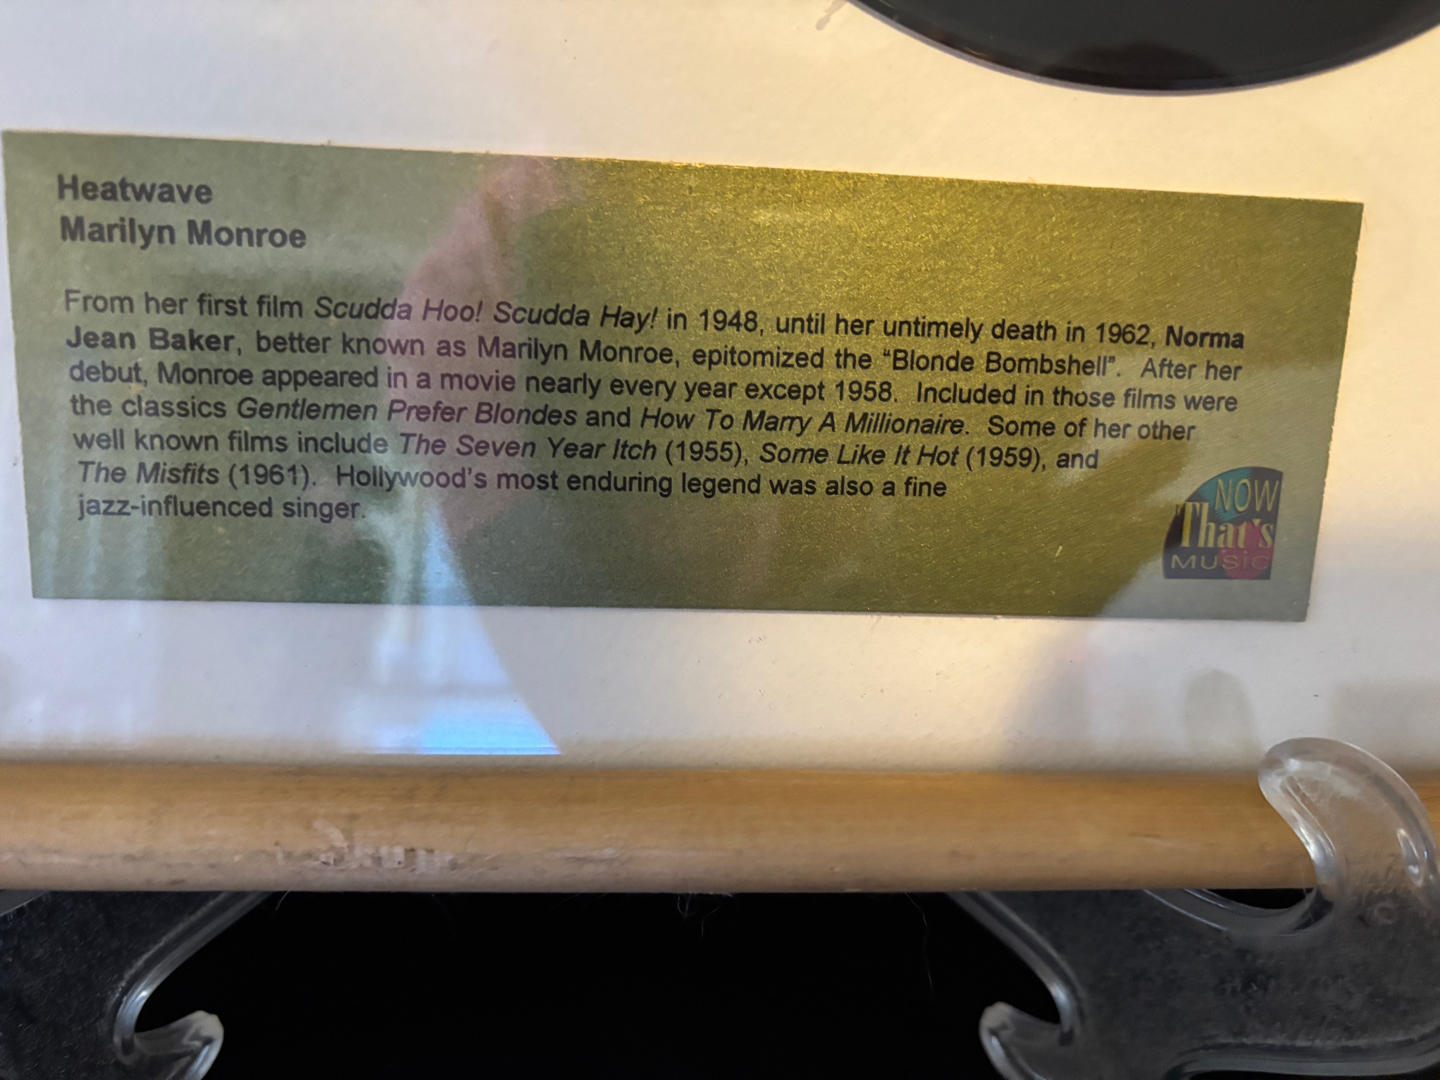 Heatwave
Marilyn Monroe
From her first film Scudda Hoo! Scudda Hay! in 1948, until her untimely death in 1962, Norma
Jean Baker, better known as Marilyn Monroe, epitomized the “Blonde Bombshell”. After her
debut, Monroe appeared in a movie nearly every year except 1958. Included in those films were
the classics Gentlemen Prefer Blondes and How To Marry A Millionaire. Some of her other
well known films include The Seven Year Itch (1955), Some Like It Hot (1959), and
The Misfits (1961). Hollywood's most enduring legend was also a fine
jazz-influenced singer.
NOW
That's
MUSIC